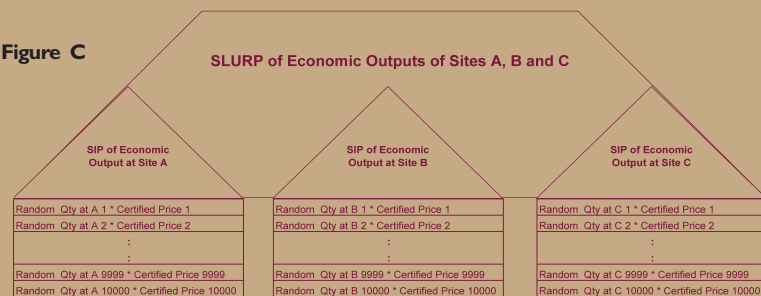 Figure C
SLURP of Economic Outputs of Sites A, B and C
SIP of Economic
Output at Site A
Random Qty at A 1 * Certified Price 1
Random Qty at A 2 * Certified Price 2
:
:
Random Qty at A 9999 * Certified Price 9999
Random Qty at A 10000 * Certified Price 10000
SIP of Economic
Output at Site B
Random Qty at B 1 * Certified Price 1
Random Qty at B 2 * Certified Price 2
:
:
Random Qty at B 9999 * Certified Price 9999
Random Qty at B 10000 * Certified Price 10000
SIP of Economic
Output at Site C
Random Qty at C 1 * Certified Price 1
Random Qty at C 2 * Certified Price 2
:
:
Random Qty at C 9999 * Certified Price 9999
Random Qty at C 10000 * Certified Price 10000